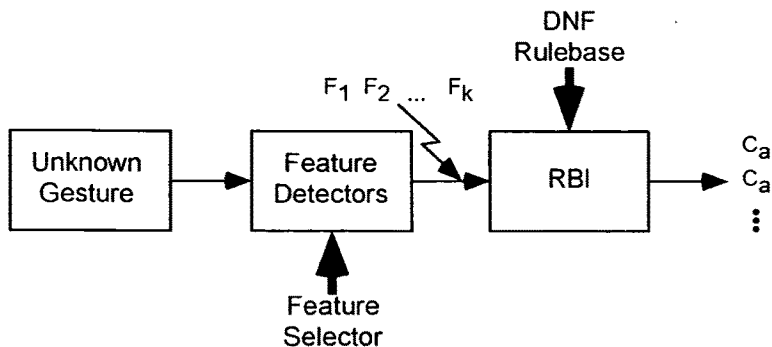 DNF
Rulebase
F1 F2 ... Fk
Unknown
Gesture
Feature
Detectors
RBI
Ca
Ca
⋮
Feature
Selector